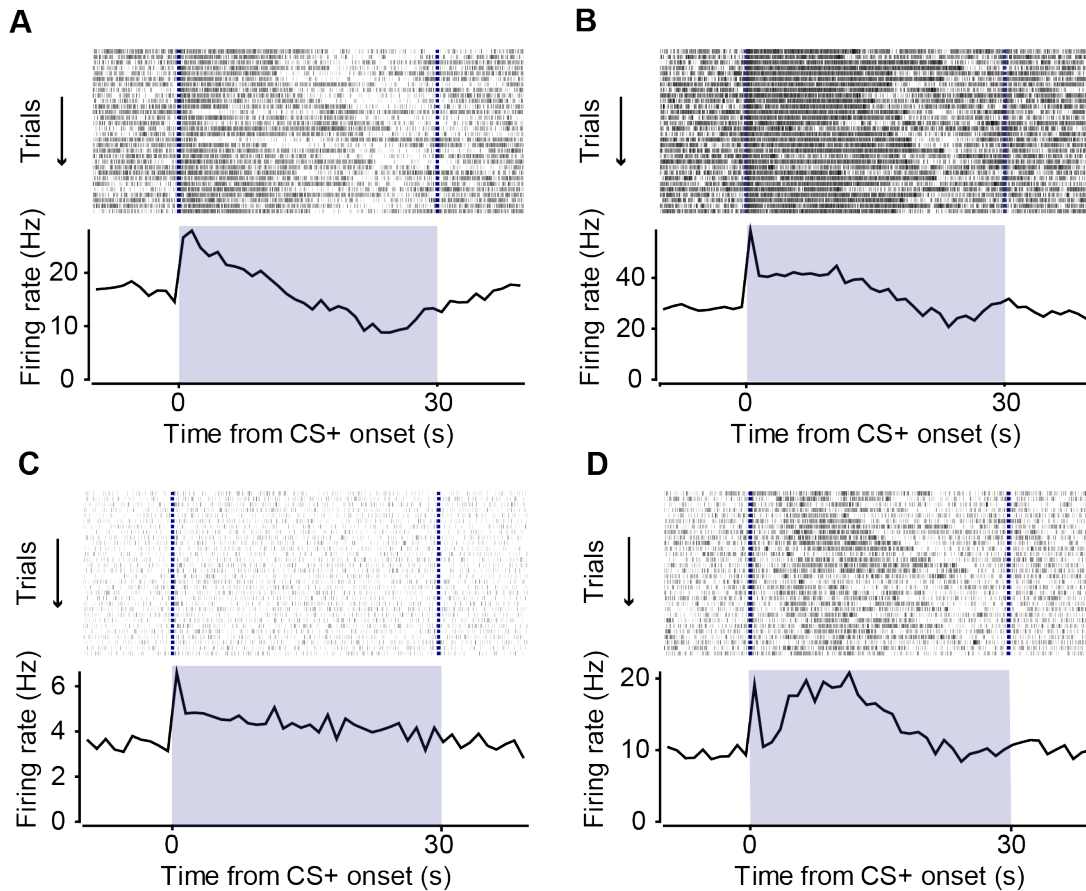 A
Trials
Firing rate (Hz)
20
10
0
0
30
Time from CS+ onset (s)
B
Trials
Firing rate (Hz)
40
20
0
0
30
Time from CS+ onset (s)
C
Trials
Firing rate (Hz)
6
4
2
0
0
30
Time from CS+ onset (s)
D
Trials
Firing rate (Hz)
20
10
0
0
30
Time from CS+ onset (s)